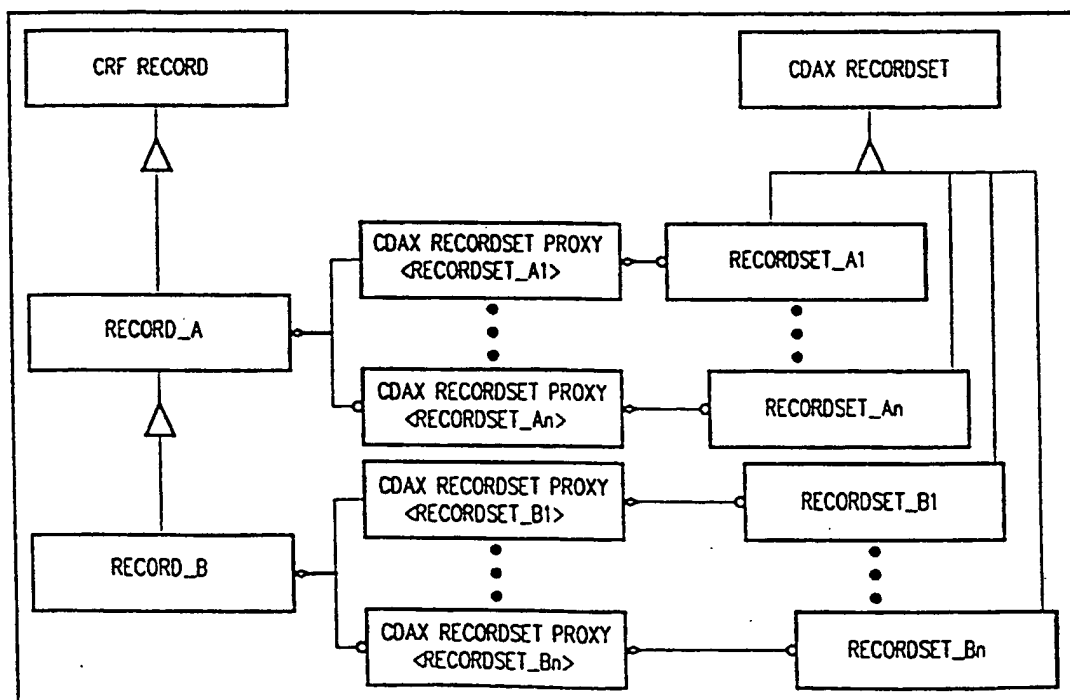 CRF RECORD
CDAX RECORDSET
CDAX RECORDSET PROXY
<RECORDSET_A1>
RECORDSET_A1
RECORD_A
CDAX RECORDSET PROXY
<RECORDSET_An>
RECORDSET_An
CDAX RECORDSET PROXY
<RECORDSET_B1>
RECORDSET_B1
RECORD_B
CDAX RECORDSET PROXY
<RECORDSET_Bn>
RECORDSET_Bn